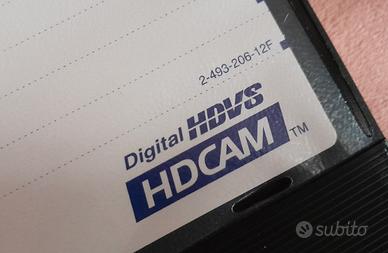 2-493-206-12F
Digital HDVS
HDCAM TM
subito